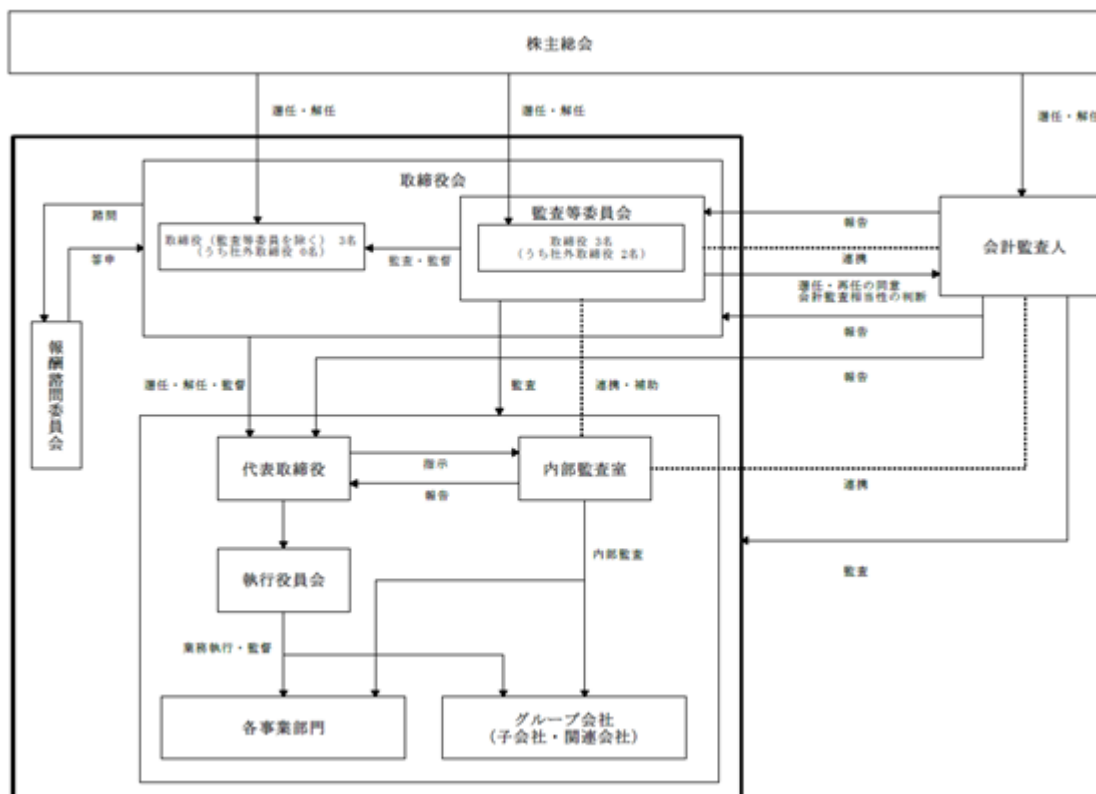 株主総会
選任・解任
選任・解任
選任・解任
取締役会
監査等委員会
諮問
取締役（監査等委員を除く） 3名
（うち社外取締役 0名）
取締役 3名
（うち社外取締役 2名）
報告
会計監査人
答申
監査・監督
連携
選任・再任の同意
会計監査相当性の判断
報告
報酬諮問委員会
選任・解任・監督
監査
連携・補助
報告
代表取締役
指示
内部監査室
報告
連携
執行役員会
内部監査
監査
業務執行・監督
各事業部門
グループ会社
（子会社・関連会社）